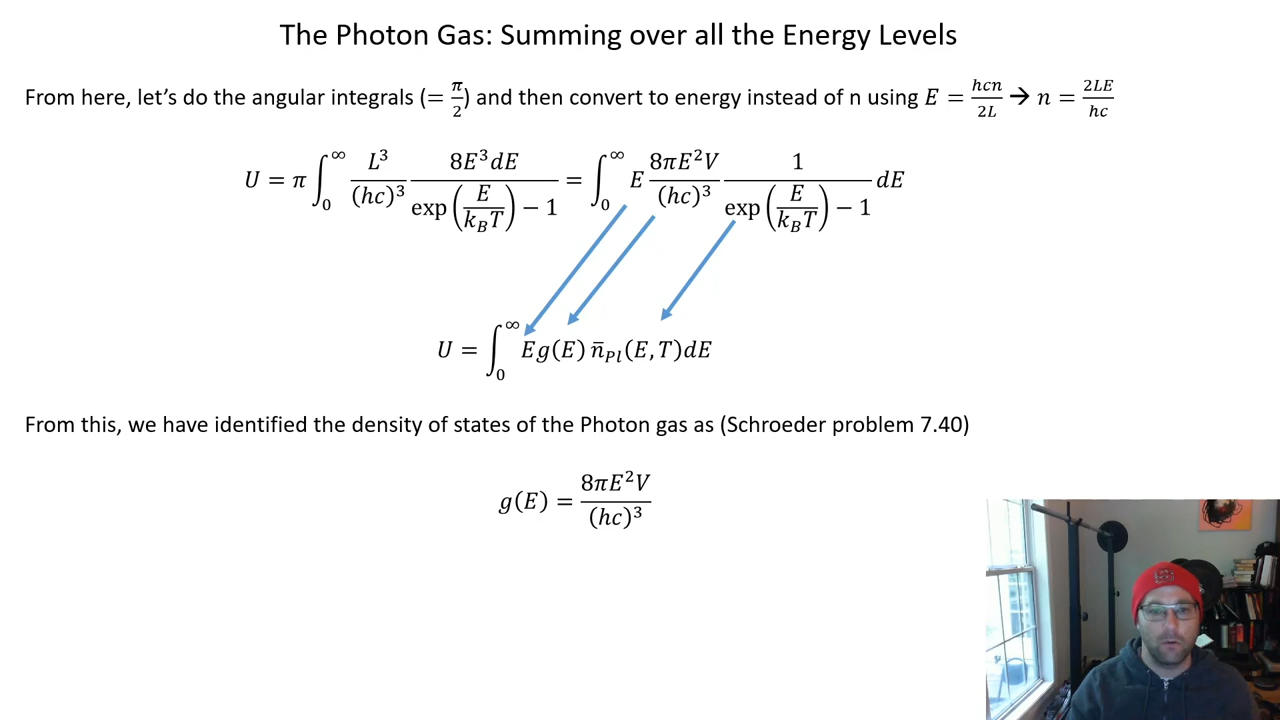 The Photon Gas: Summing over all the Energy Levels
From here, let's do the angular integrals (= π/2) and then convert to energy instead of n using E = hcn/2L → n = 2LE/hc
U = π ∫₀^∞ L³/(hc)³ 8E³dE/(exp(E/k_BT) − 1) = ∫₀^∞ E 8πE²V/(hc)³ 1/(exp(E/k_BT) − 1) dE
U = ∫₀^∞ Eg(E) n̄_Pl(E,T)dE
From this, we have identified the density of states of the Photon gas as (Schroeder problem 7.40)
g(E) = 8πE²V/(hc)³